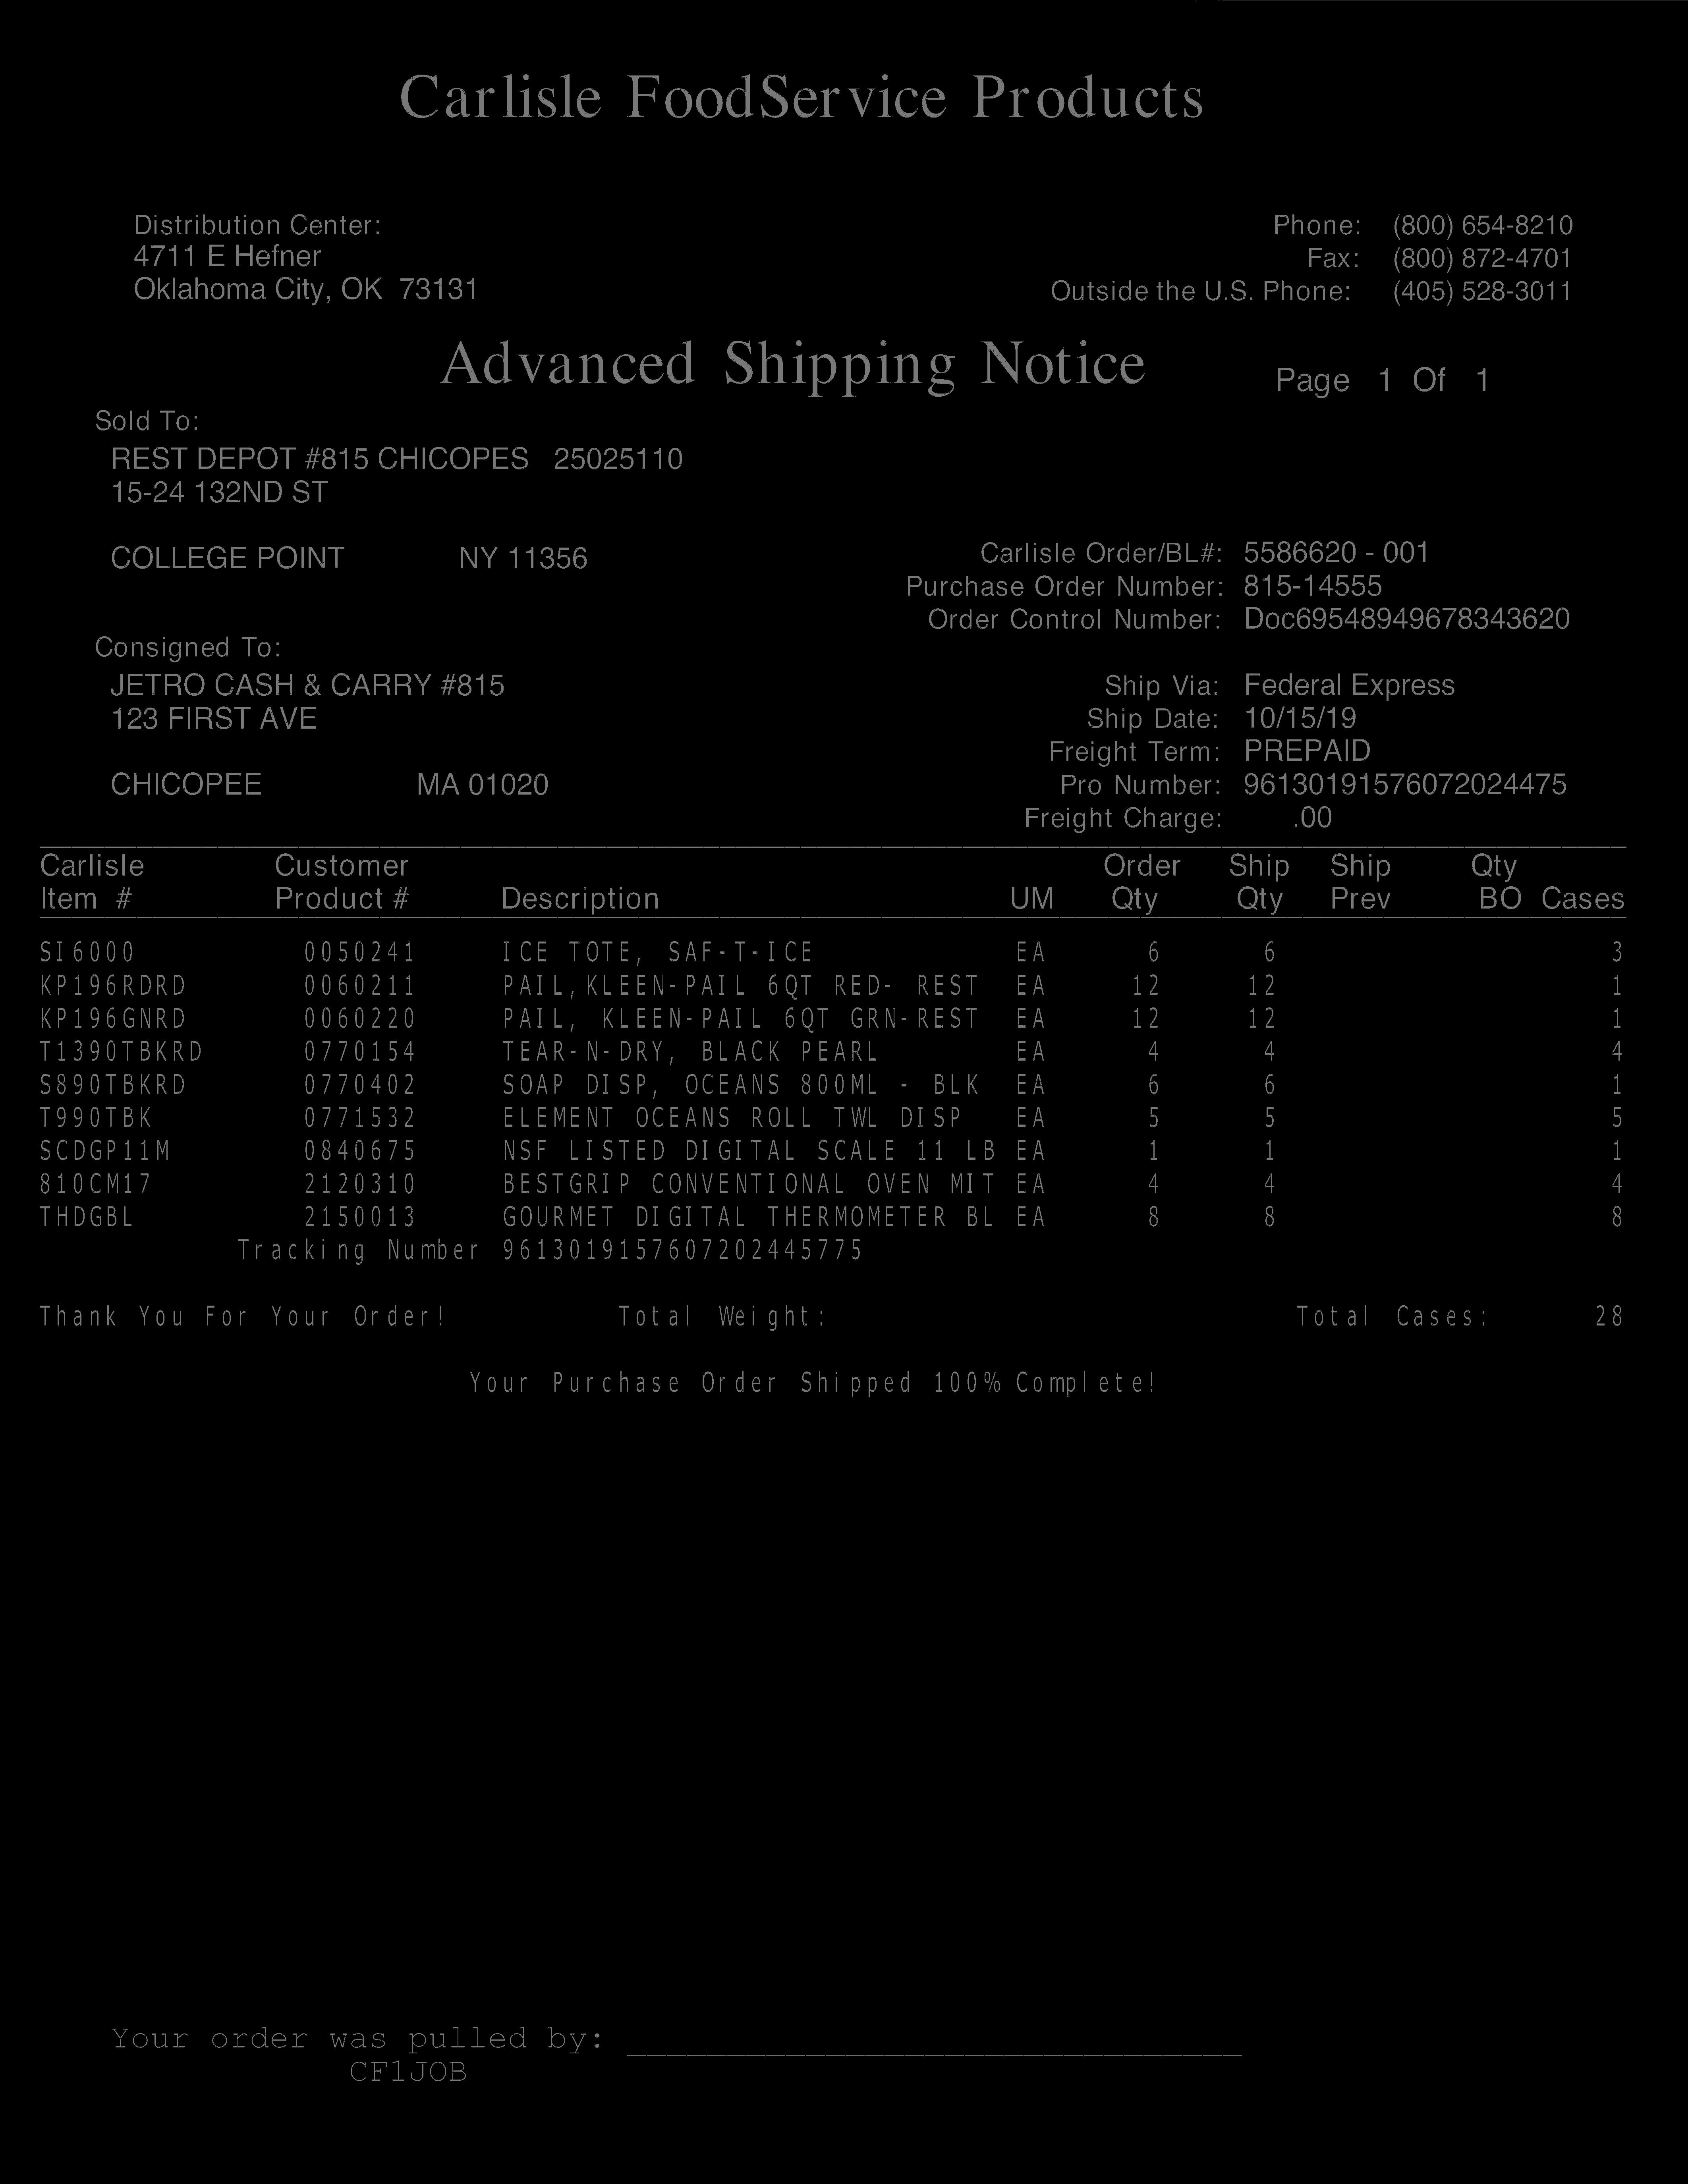 Carlisle FoodService Products
Distribution Center:
4711 E Hefner
Oklahoma City, OK 73131
Phone: (800) 654-8210
Fax: (800) 872-4701
Outside the U.S. Phone: (405) 528-3011
Advanced Shipping Notice Page 1 Of 1
Sold To:
REST DEPOT #815 CHICOPES 25025110
15-24 132ND ST
COLLEGE POINT NY 11356
Carlisle Order/BL#: 5586620 - 001
Purchase Order Number: 815-14555
Order Control Number: Doc69548949678343620
Consigned To:
JETRO CASH & CARRY #815
123 FIRST AVE
CHICOPEE MA 01020
Ship Via: Federal Express
Ship Date: 10/15/19
Freight Term: PREPAID
Pro Number: 96130191576072024475
Freight Charge: .00
Carlisle Customer Order Ship Ship Qty
Item # Product # Description UM Qty Qty Prev BO Cases
SI6000 0050241 ICE TOTE, SAF-T-ICE EA 6 6 3
KP196RDRD 0060211 PAIL,KLEEN-PAIL 6QT RED- REST EA 12 12 1
KP196GNRD 0060220 PAIL, KLEEN-PAIL 6QT GRN-REST EA 12 12 1
T1390TBKRD 0770154 TEAR-N-DRY, BLACK PEARL EA 4 4 4
S890TBKRD 0770402 SOAP DISP, OCEANS 800ML - BLK EA 6 6 1
T990TBK 0771532 ELEMENT OCEANS ROLL TWL DISP EA 5 5 5
SCDGP11M 0840675 NSF LISTED DIGITAL SCALE 11 LB EA 1 1 1
810CM17 2120310 BESTGRIP CONVENTIONAL OVEN MIT EA 4 4 4
THDGBL 2150013 GOURMET DIGITAL THERMOMETER BL EA 8 8 8
Tracking Number 9613019157607202445775
Thank You For Your Order! Total Weight: Total Cases: 28
Your Purchase Order Shipped 100% Complete!
Your order was pulled by:
CF1JOB